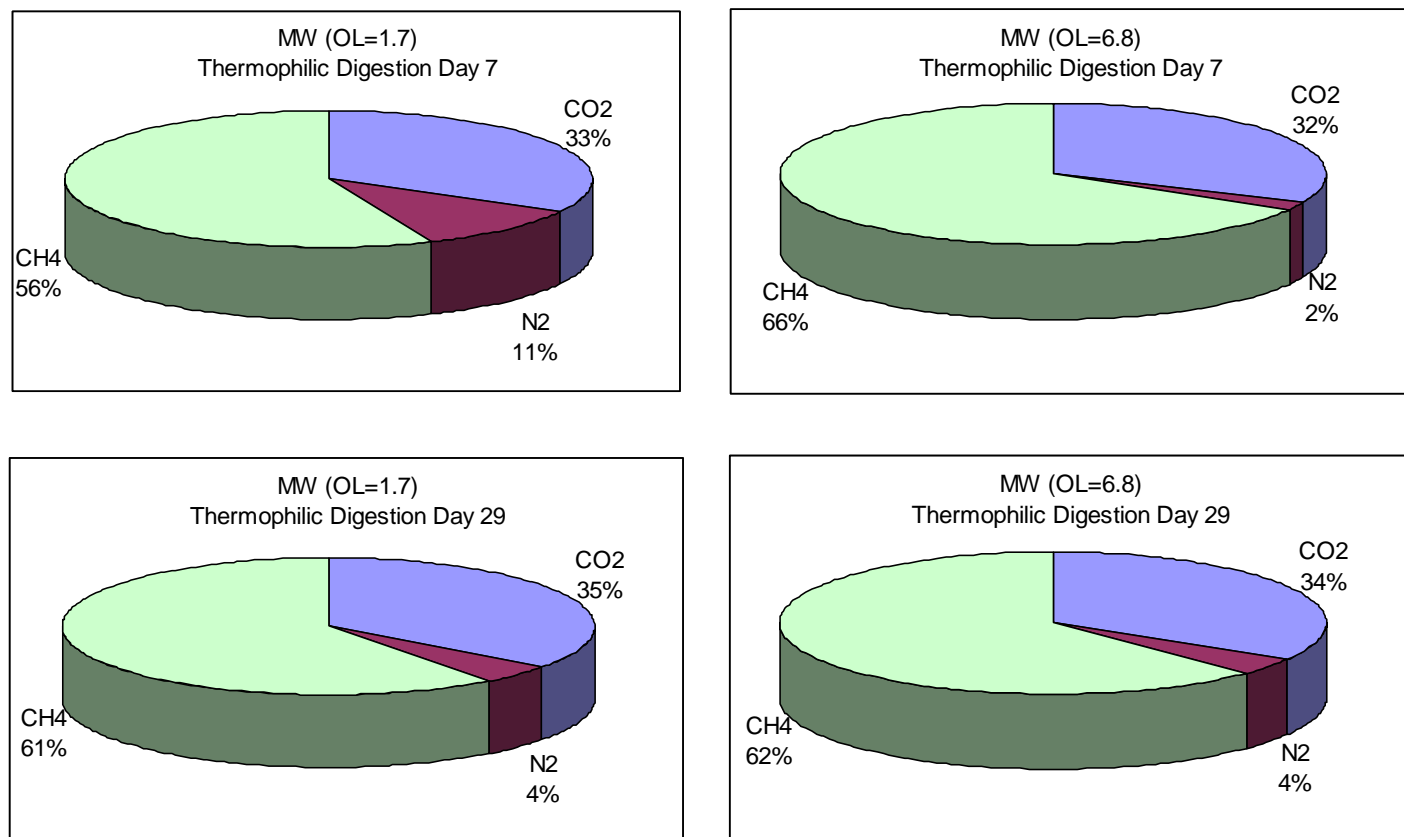 MW (OL=1.7)
Thermophilic Digestion Day 7
CO2
33%
CH4
56%
N2
11%
MW (OL=6.8)
Thermophilic Digestion Day 7
CO2
32%
CH4
66%
N2
2%
MW (OL=1.7)
Thermophilic Digestion Day 29
CO2
35%
CH4
61%
N2
4%
MW (OL=6.8)
Thermophilic Digestion Day 29
CO2
34%
CH4
62%
N2
4%